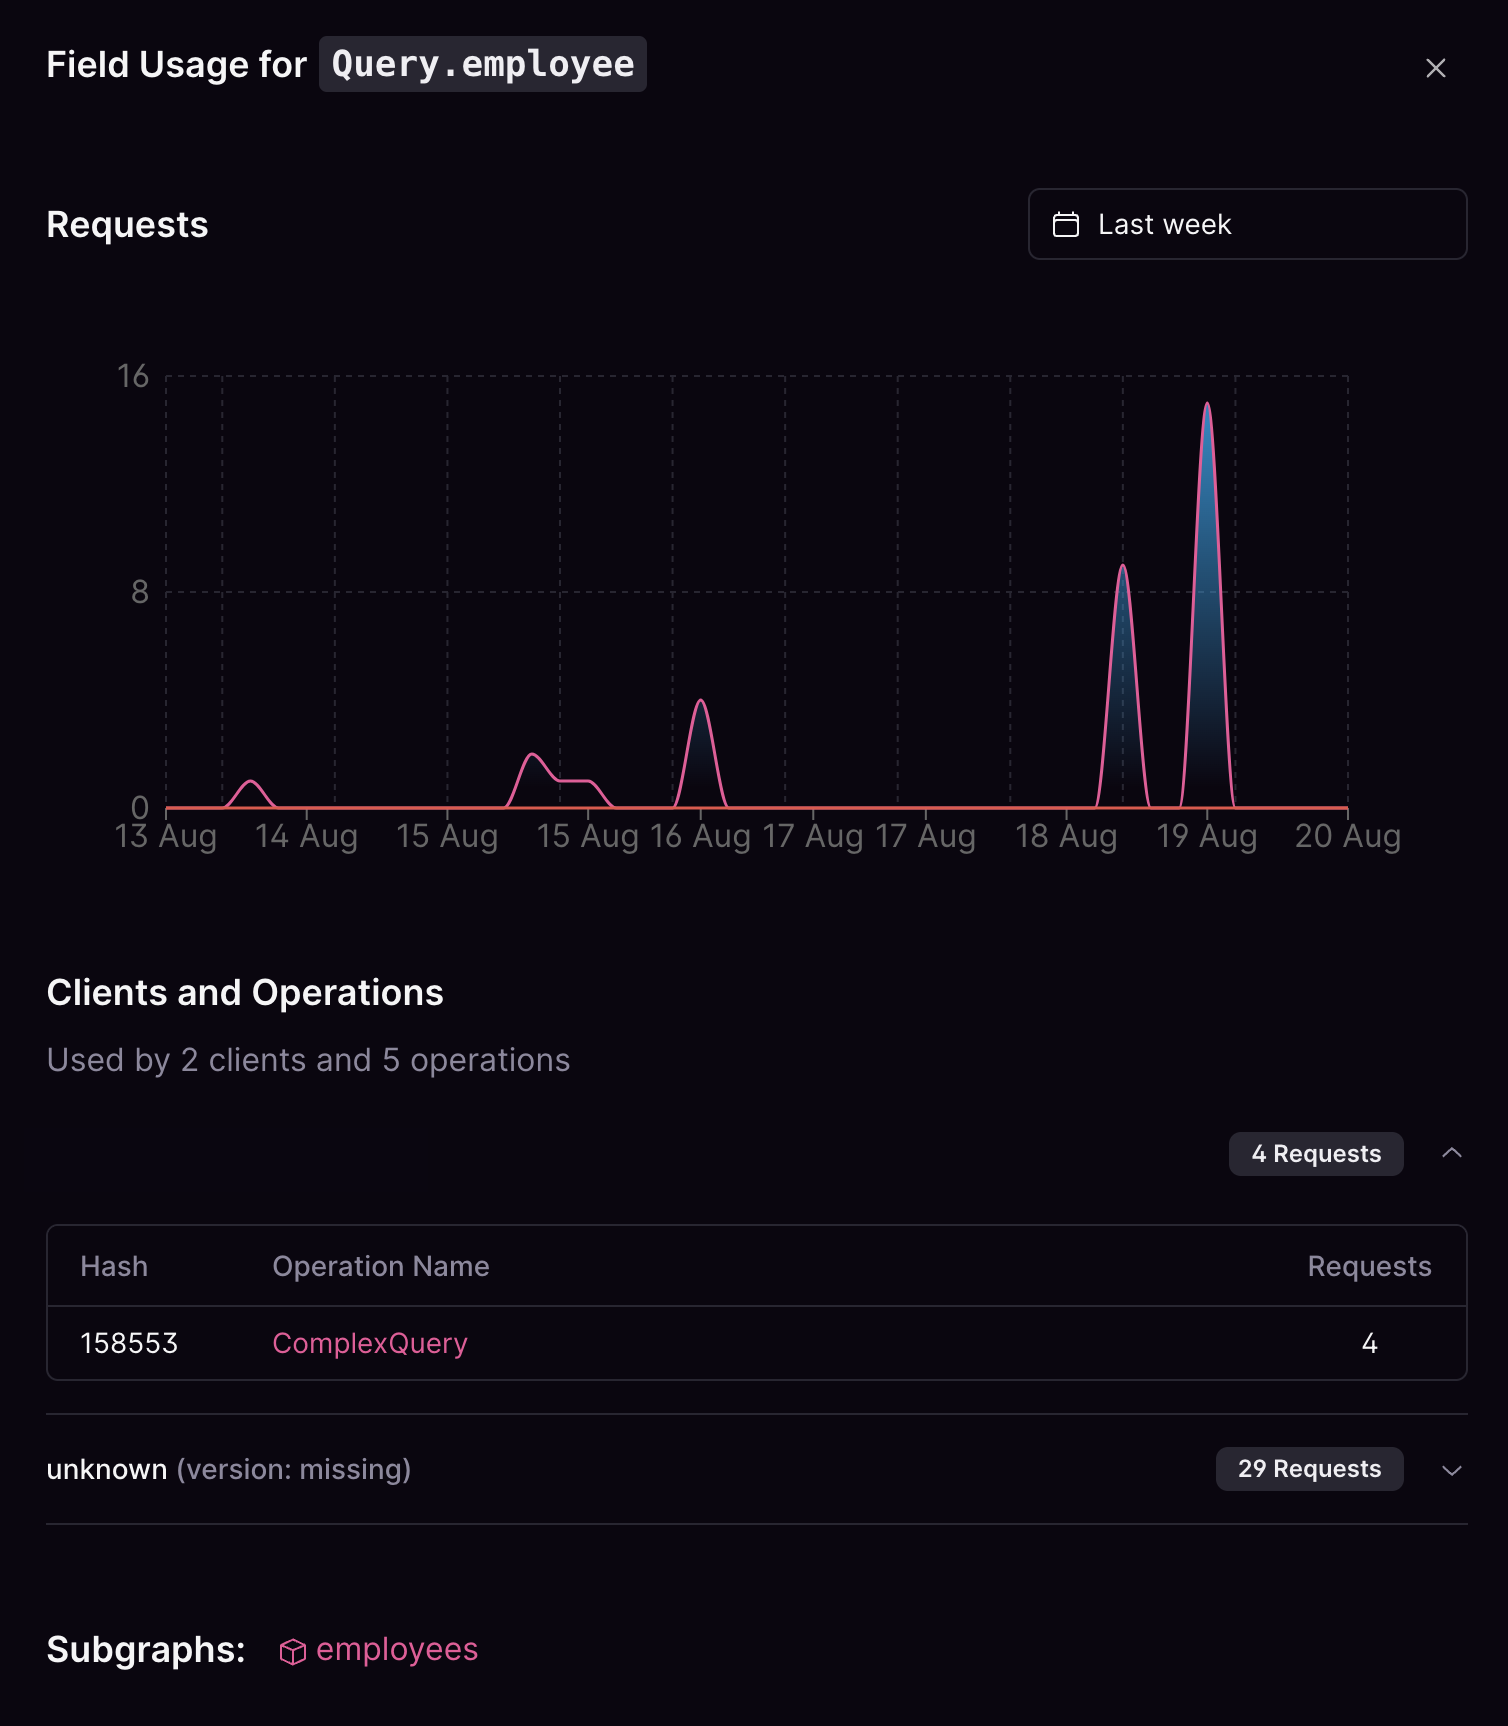 Field Usage for Query.employee
Requests
Last week
16
8
0
13 Aug 14 Aug 15 Aug 15 Aug 16 Aug 17 Aug 17 Aug 18 Aug 19 Aug 20 Aug
Clients and Operations
Used by 2 clients and 5 operations
4 Requests
Hash Operation Name Requests
158553 ComplexQuery 4
unknown (version: missing) 29 Requests
Subgraphs: employees